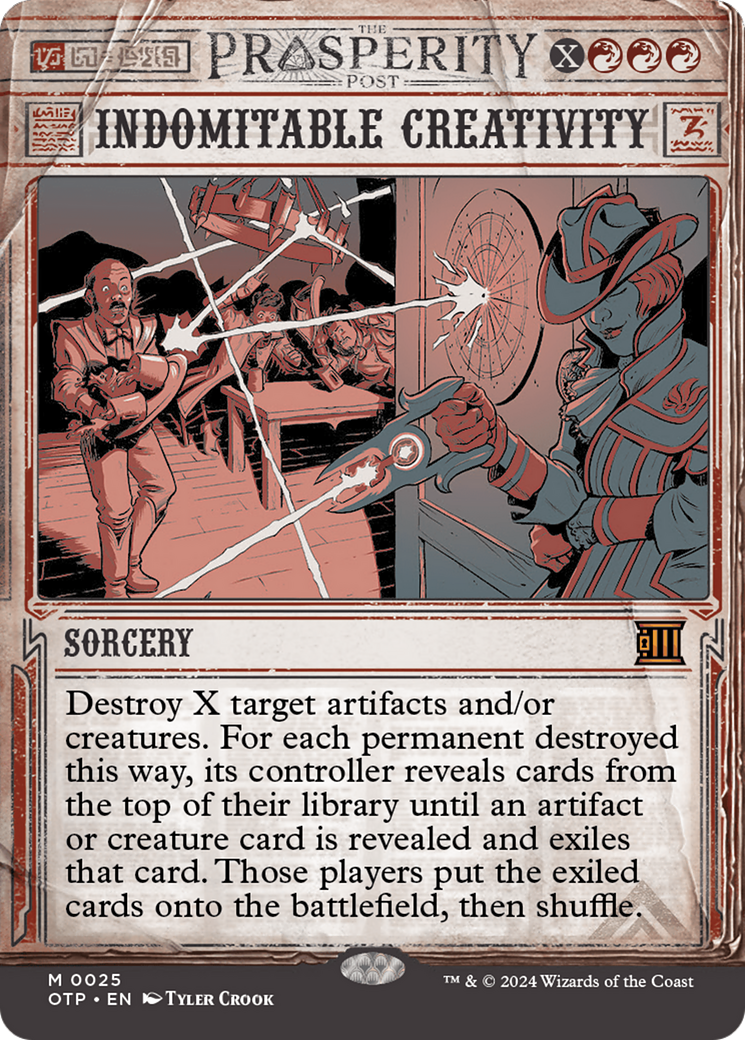 THE
PROSPERITY
POST
X
INDOMITABLE CREATIVITY
SORCERY
Destroy X target artifacts and/or
creatures. For each permanent destroyed
this way, its controller reveals cards from
the top of their library until an artifact
or creature card is revealed and exiles
that card. Those players put the exiled
cards onto the battlefield, then shuffle.
M 0025
OTP • EN TYLER CROOK
™ & © 2024 Wizards of the Coast